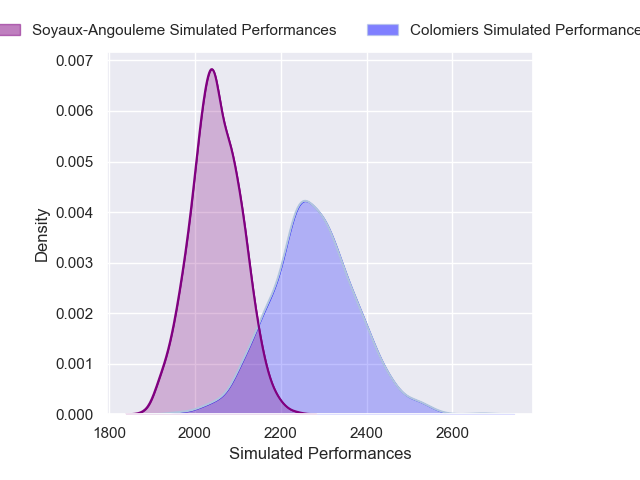 Soyaux-Angouleme Simulated Performances
Colomiers Simulated Performance
0.007
0.006
0.005
0.004
0.003
0.002
0.001
0.000
Density
1800 2000 2200 2400 2600
Simulated Performances